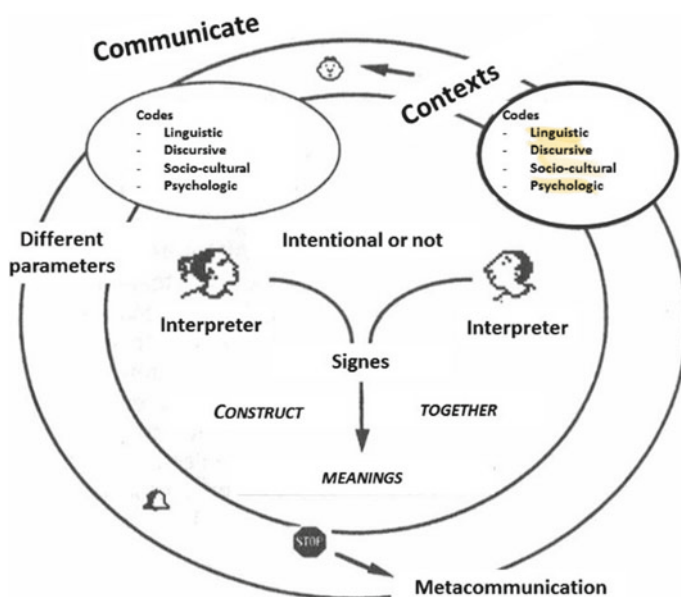 Communicate
Contexts
Codes
- Linguistic
- Discursive
- Socio-cultural
- Psychologic
Codes
- Linguistic
- Discursive
- Socio-cultural
- Psychologic
Different
parameters
Intentional or not
Interpreter
Interpreter
Signes
CONSTRUCT
TOGETHER
MEANINGS
STOP
Metacommunication